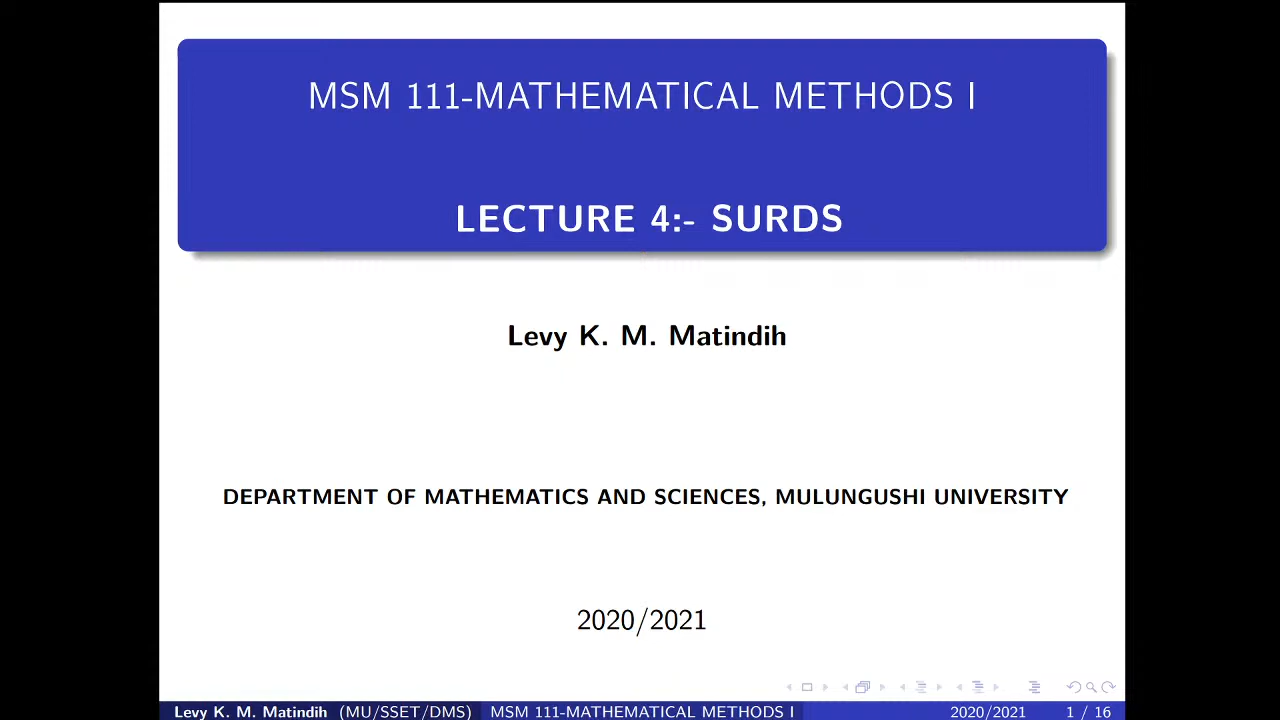 MSM 111-MATHEMATICAL METHODS I
LECTURE 4:- SURDS
Levy K. M. Matindih
DEPARTMENT OF MATHEMATICS AND SCIENCES, MULUNGUSHI UNIVERSITY
2020/2021
Levy K. M. Matindih (MU/SSET/DMS) MSM 111-MATHEMATICAL METHODS I 2020/2021 1 / 16